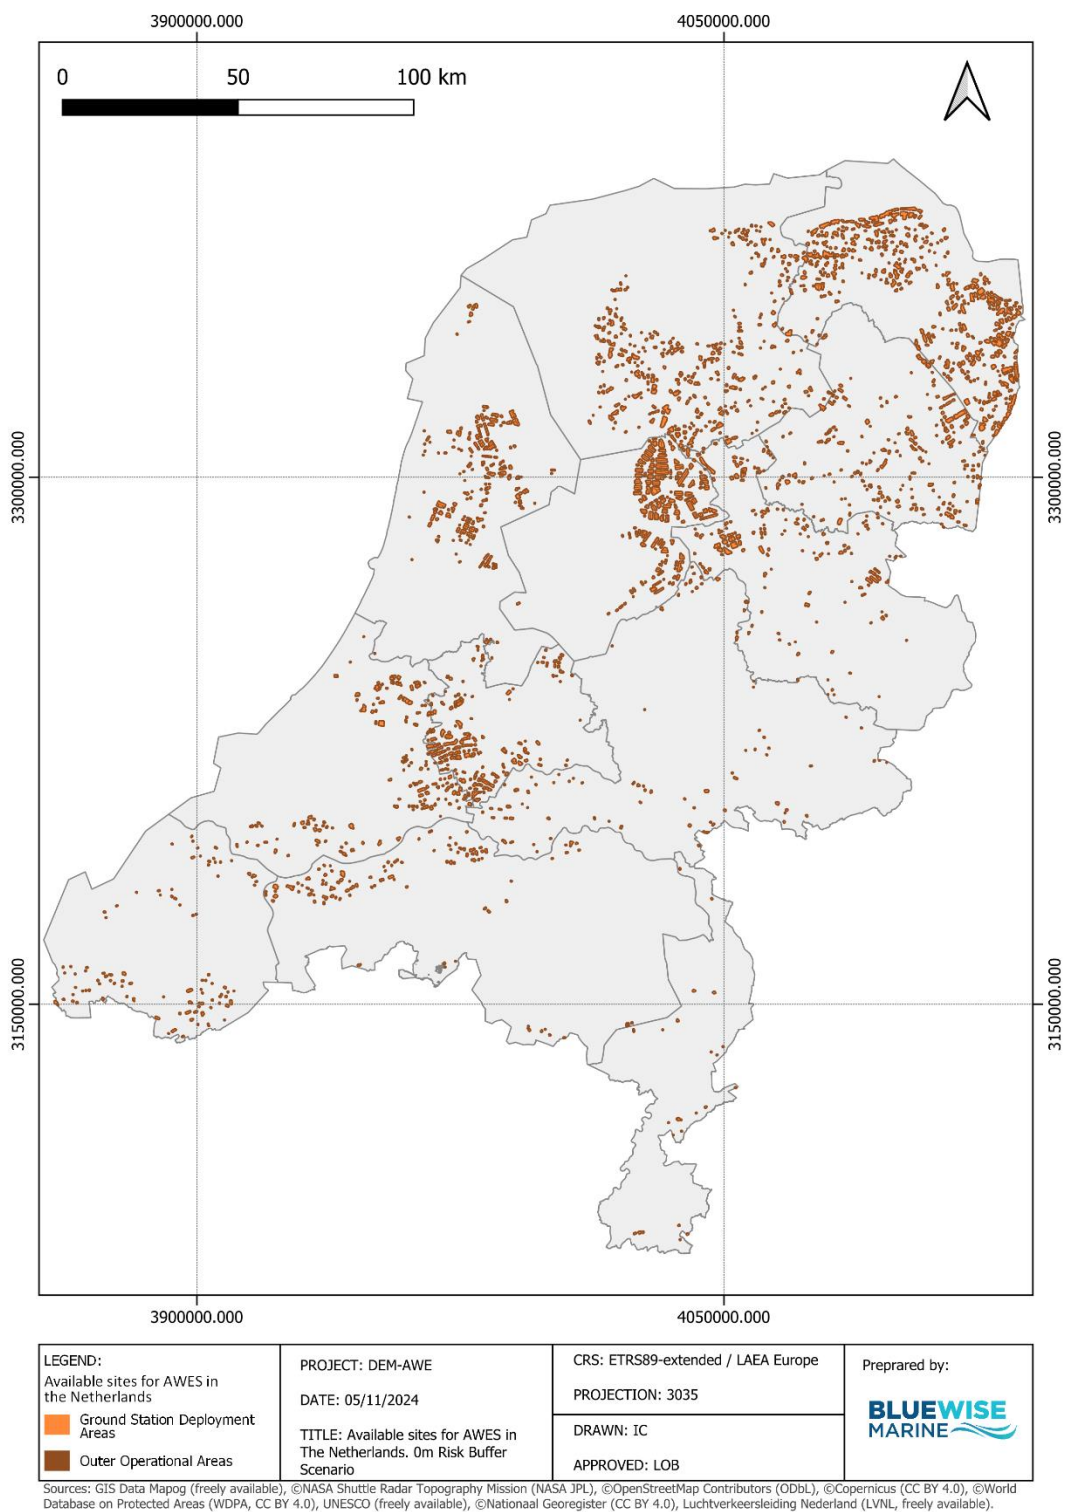 3900000.000 4050000.000
0 50 100 km
3300000.000 3300000.000
3150000.000 3150000.000
3900000.000 4050000.000
LEGEND:
Available sites for AWES in
the Netherlands
Ground Station Deployment
Areas
Outer Operational Areas
PROJECT: DEM-AWE
DATE: 05/11/2024
TITLE: Available sites for AWES in
The Netherlands. 0m Risk Buffer
Scenario
CRS: ETRS89-extended / LAEA Europe
PROJECTION: 3035
DRAWN: IC
APPROVED: LOB
Preprared by:
BLUEWISE
MARINE
Sources: GIS Data Mapog (freely available), ©NASA Shuttle Radar Topography Mission (NASA JPL), ©OpenStreetMap Contributors (ODbL), ©Copernicus (CC BY 4.0), ©World
Database on Protected Areas (WDPA, CC BY 4.0), UNESCO (freely available), ©Nationaal Georegister (CC BY 4.0), Luchtverkeersleiding Nederland (LVNL, freely available),